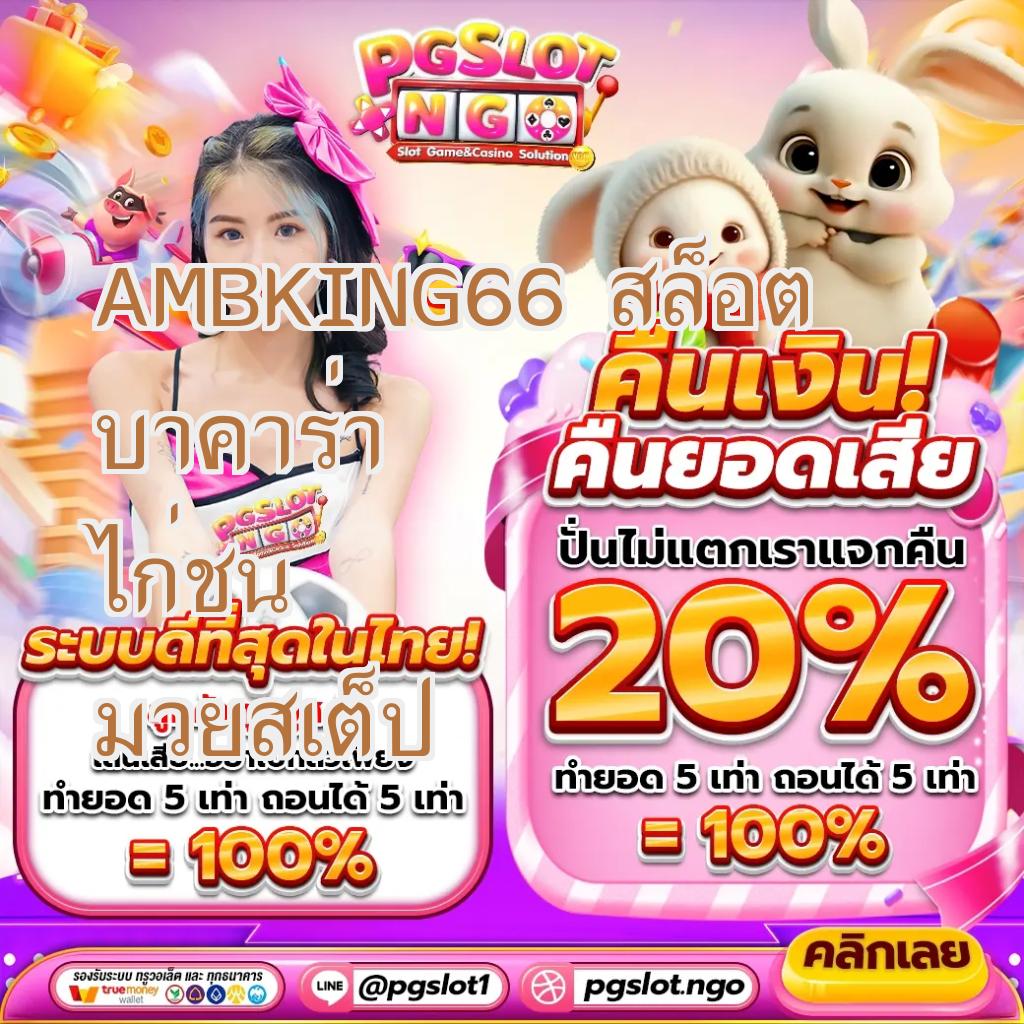 PGSLOT
NGO
Slot Game&Casino Solution
AMBKING66 สล็อต
บาคาร่า
ไก่ชน
มวยสเต็ป
PGSLOT
NGO
คืนเงิน!
คืนยอดเสีย
ปั่นไม่แตกเราแจกคืน
20%
ทำยอด 5 เท่า ถอนได้ 5 เท่า
= 100%
ระบบดีที่สุดในไทย!
ทำยอด 5 เท่า ถอนได้ 5 เท่า
= 100%
คลิกเลย
รองรับระบบ ทรูวอเล็ต และ ทุกธนาคาร
truemoney
wallet
LINE @pgslot1
pgslot.ngo